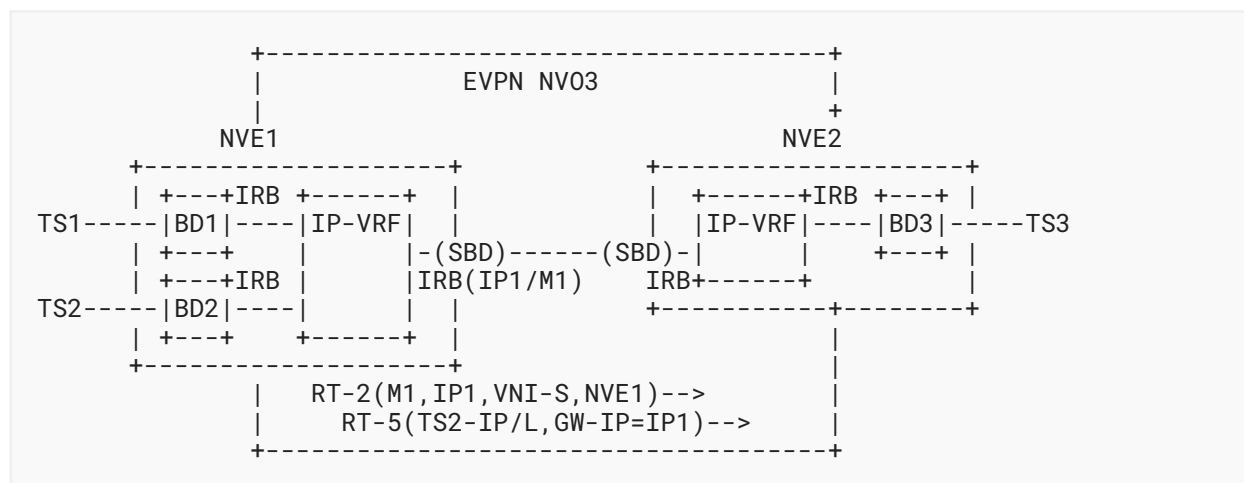 +-------------------------------------+
| EVPN NVO3 |
| +
NVE1 NVE2
+--------------------+ +--------------------+
| +---+IRB +------+ | | +------+IRB +---+ |
TS1-----|BD1|----|IP-VRF| | | |IP-VRF|----|BD3|-----TS3
| +---+ | |-(SBD)------(SBD)-| | +---+ |
| +---+IRB | |IRB(IP1/M1) IRB+------+ |
TS2-----|BD2|----| | | +-----------+--------+
| +---+ +------+ | |
+--------------------+ |
| RT-2(M1,IP1,VNI-S,NVE1)--> |
| RT-5(TS2-IP/L,GW-IP=IP1)--> |
+-------------------------------------+